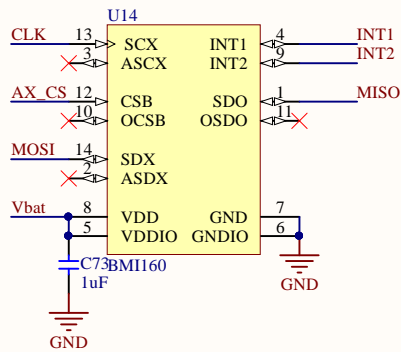 U14
CLK 13 SCX INT1 4 INT1
3 ASCX INT2 9 INT2
AX_CS 12 CSB SDO 1 MISO
10 OCSB OSDO 11
MOSI 14 SDX
2 ASDX
Vbat 8 VDD GND 7
5 VDDIO GNDIO 6
C73 BMI160
1uF GND
GND